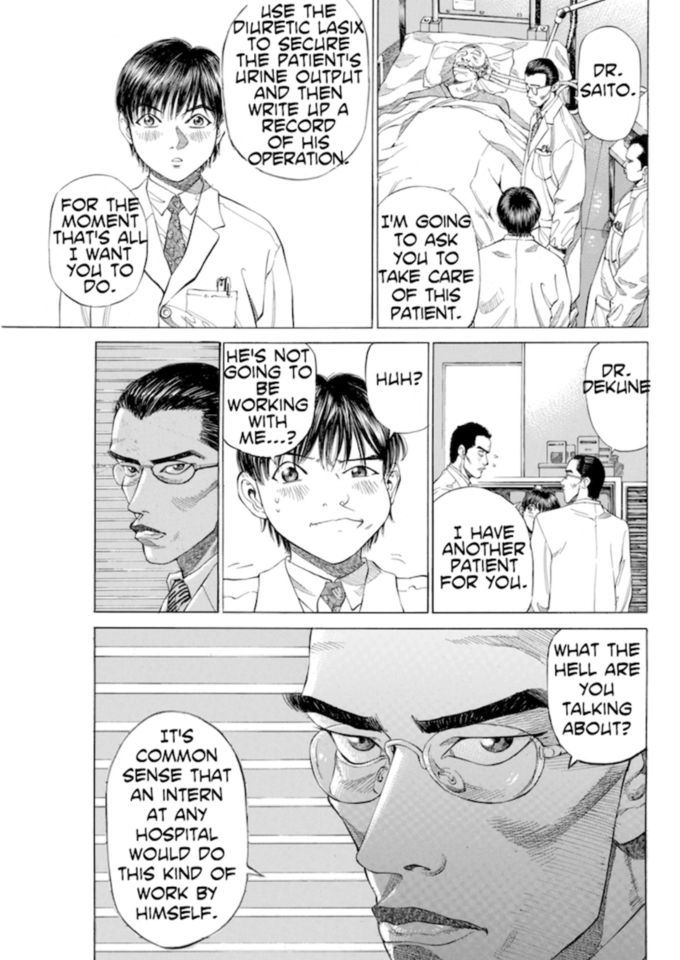 DR.
SAITO.
I'M GOING
TO ASK
YOU TO
TAKE CARE
OF THIS
PATIENT.
USE THE
DIURETIC LASIX
TO SECURE
THE PATIENT'S
URINE OUTPUT
AND THEN
WRITE UP A
RECORD
OF HIS
OPERATION.
FOR THE
MOMENT
THAT'S ALL
I WANT
YOU TO
DO.
DR.
DEKUNE
I HAVE
ANOTHER
PATIENT
FOR YOU.
HUH?
HE'S NOT
GOING TO
BE
WORKING
WITH
ME...?
WHAT THE
HELL ARE
YOU
TALKING
ABOUT?
IT'S
COMMON
SENSE THAT
AN INTERN
AT ANY
HOSPITAL
WOULD DO
THIS KIND OF
WORK BY
HIMSELF.